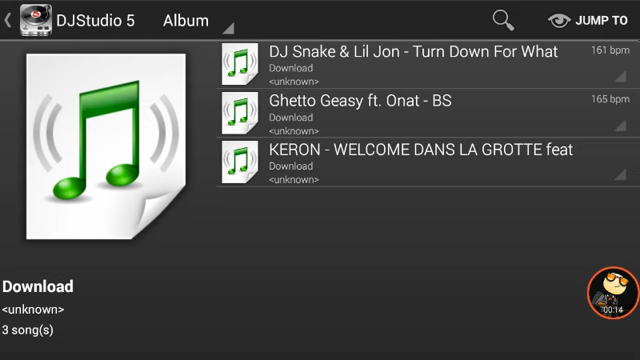 DJStudio 5
Album
JUMP TO
DJ Snake & Lil Jon - Turn Down For What
161 bpm
Download
<unknown>
Ghetto Geasy ft. Onat - BS
165 bpm
Download
<unknown>
KERON - WELCOME DANS LA GROTTE feat
Download
<unknown>
Download
<unknown>
3 song(s)
00:14